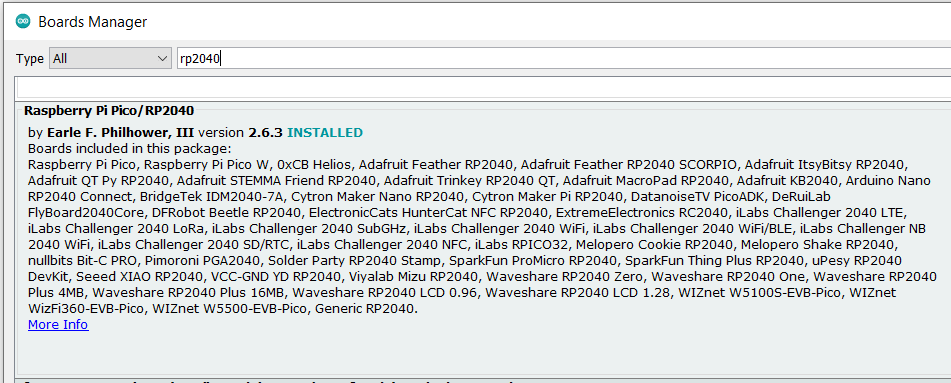 Boards Manager
Type All rp2040
Raspberry Pi Pico/RP2040
by Earle F. Philhower, III version 2.6.3 INSTALLED
Boards included in this package:
Raspberry Pi Pico, Raspberry Pi Pico W, 0xCB Helios, Adafruit Feather RP2040, Adafruit Feather RP2040 SCORPIO, Adafruit ItsyBitsy RP2040,
Adafruit QT Py RP2040, Adafruit STEMMA Friend RP2040, Adafruit Trinkey RP2040 QT, Adafruit MacroPad RP2040, Adafruit KB2040, Arduino Nano
RP2040 Connect, BridgeTek IDM2040-7A, Cytron Maker Nano RP2040, Cytron Maker Pi RP2040, DatanoiseTV PicoADK, DeRuiLab
FlyBoard2040Core, DFRobot Beetle RP2040, ElectronicCats HunterCat NFC RP2040, ExtremeElectronics RC2040, iLabs Challenger 2040 LTE,
iLabs Challenger 2040 LoRa, iLabs Challenger 2040 SubGHz, iLabs Challenger 2040 WiFi, iLabs Challenger 2040 WiFi/BLE, iLabs Challenger NB
2040 WiFi, iLabs Challenger 2040 SD/RTC, iLabs Challenger 2040 NFC, iLabs RPICO32, Melopero Cookie RP2040, Melopero Shake RP2040,
nullbits Bit-C PRO, Pimoroni PGA2040, Solder Party RP2040 Stamp, SparkFun ProMicro RP2040, SparkFun Thing Plus RP2040, uPesy RP2040
DevKit, Seeed XIAO RP2040, VCC-GND YD RP2040, Viyalab Mizu RP2040, Waveshare RP2040 Zero, Waveshare RP2040 One, Waveshare RP2040
Plus 4MB, Waveshare RP2040 Plus 16MB, Waveshare RP2040 LCD 0.96, Waveshare RP2040 LCD 1.28, WIZnet W5100S-EVB-Pico, WIZnet
WizFi360-EVB-Pico, WIZnet W5500-EVB-Pico, Generic RP2040.
More Info